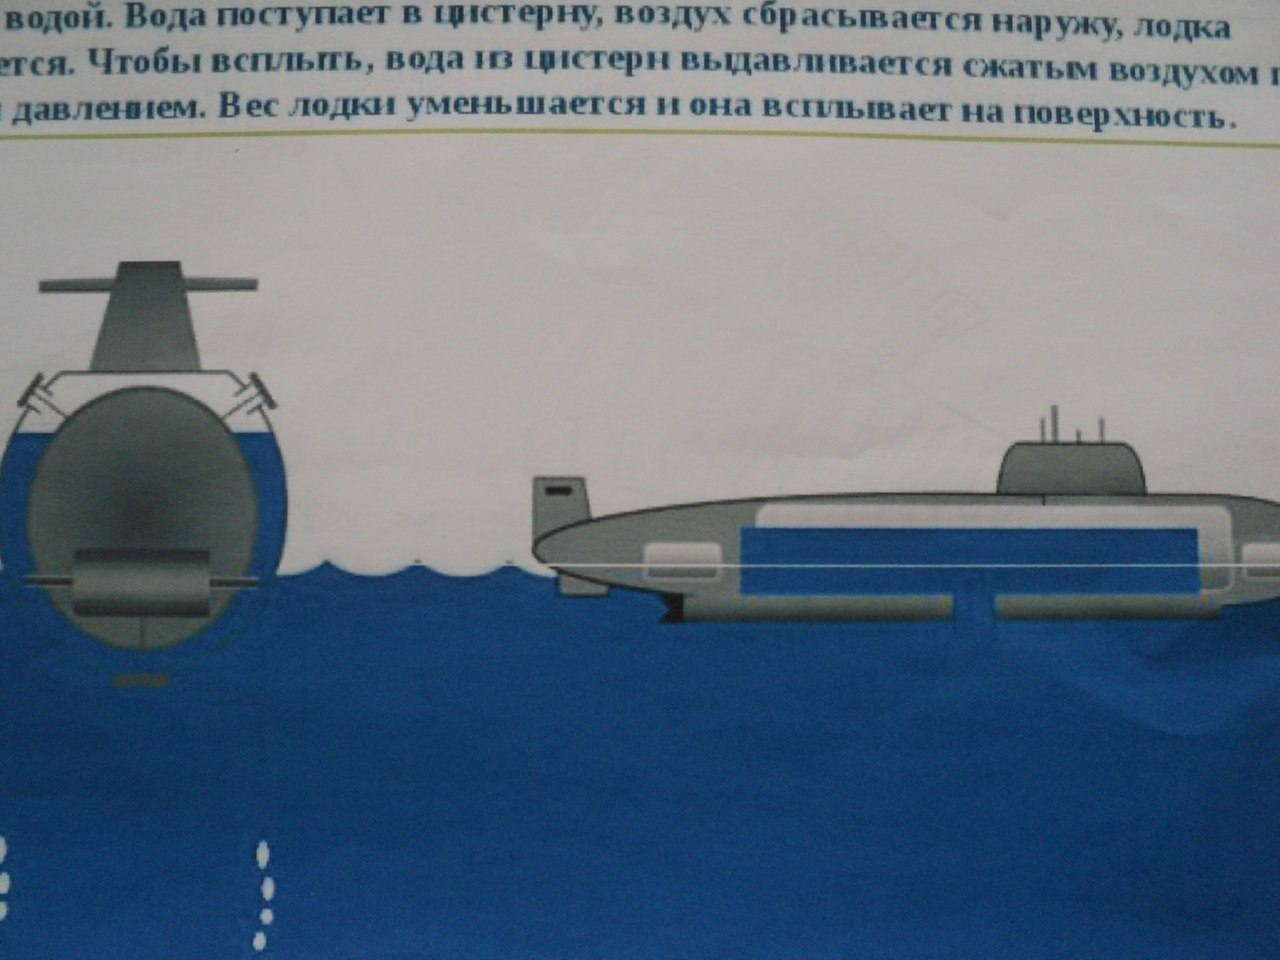 водой. Вода поступает в цистерну, воздух сбрасывается наружу, лодка
ется. Чтобы всплыть, вода из цистерн выдавливается сжатым воздухом п
давлением. Вес лодки уменьшается и она всплывает на поверхность.